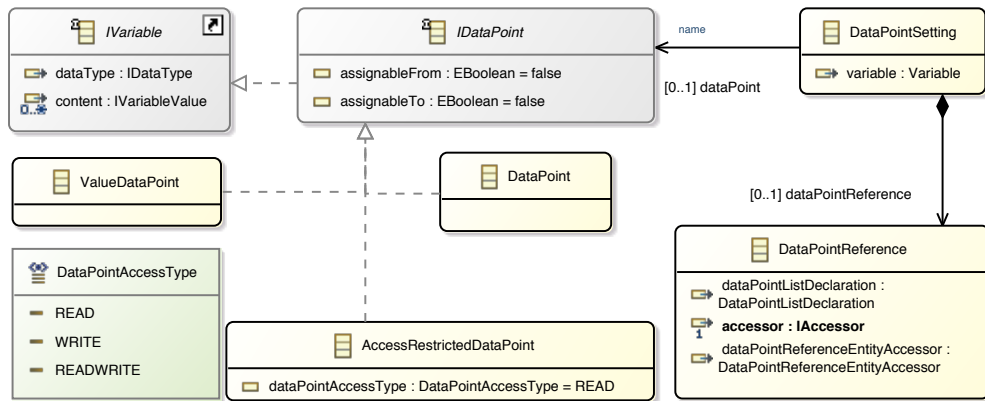 IVariable
dataType : IDataType
content : IVariableValue
0..*
IDataPoint
assignableFrom : EBoolean = false
assignableTo : EBoolean = false
name
[0..1] dataPoint
DataPointSetting
variable : Variable
ValueDataPoint
DataPoint
[0..1] dataPointReference
DataPointAccessType
READ
WRITE
READWRITE
AccessRestrictedDataPoint
dataPointAccessType : DataPointAccessType = READ
DataPointReference
dataPointListDeclaration :
DataPointListDeclaration
accessor : IAccessor
1
dataPointReferenceEntityAccessor :
DataPointReferenceEntityAccessor